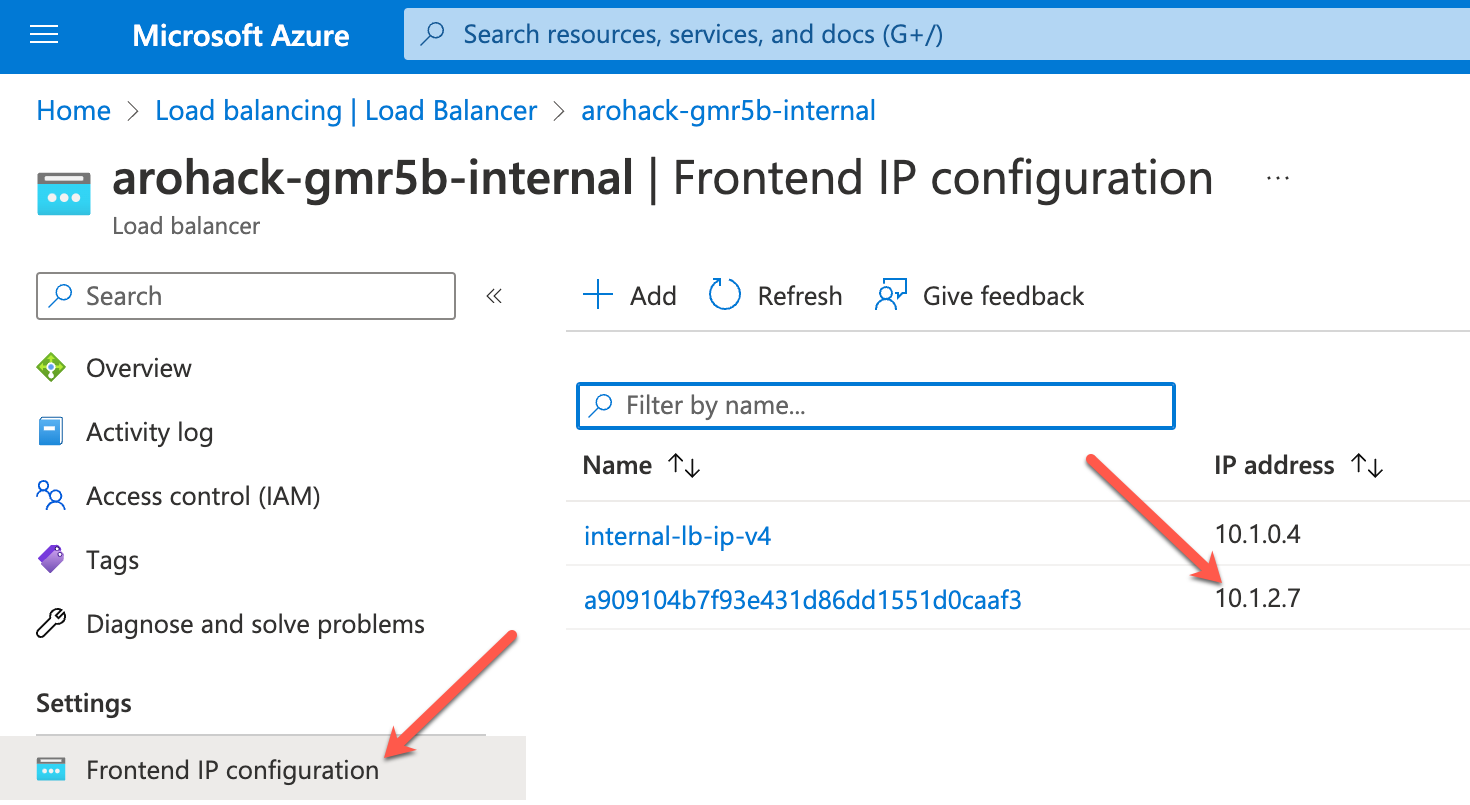 Microsoft Azure
Search resources, services, and docs (G+/)
Home > Load balancing | Load Balancer > arohack-gmr5b-internal
arohack-gmr5b-internal | Frontend IP configuration ...
Load balancer
Search «
Add Refresh Give feedback
Overview
Activity log
Access control (IAM)
Tags
Diagnose and solve problems
Settings
Frontend IP configuration
Filter by name...
Name ↑↓ IP address ↑↓
internal-lb-ip-v4 10.1.0.4
a909104b7f93e431d86dd1551d0caaf3 10.1.2.7